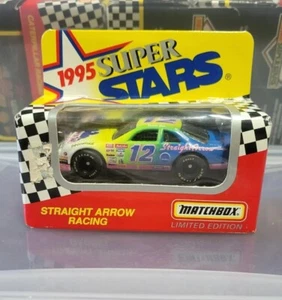 1995 SUPER
STARS®
12
Straight Arrow
STRAIGHT ARROW
RACING
MATCHBOX
LIMITED EDITION